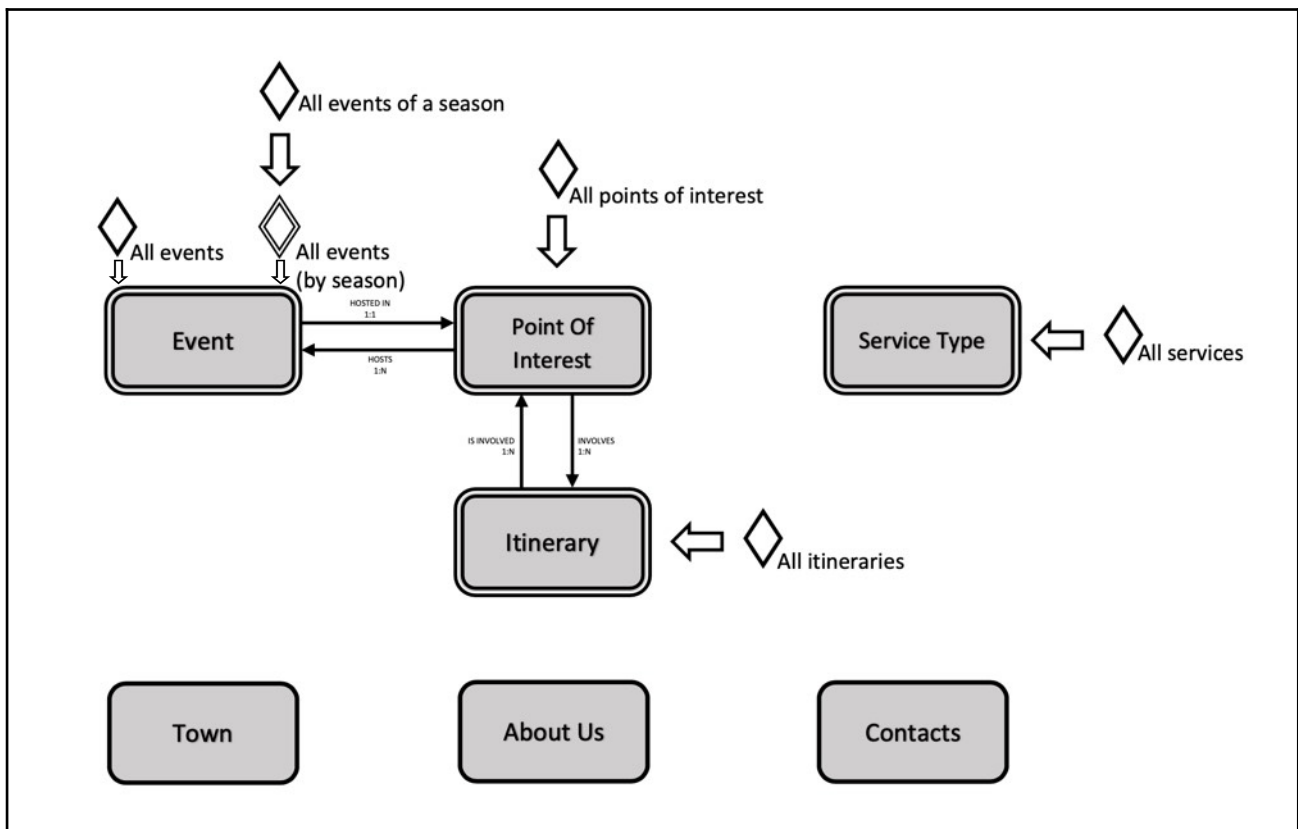 All events of a season
All points of interest
All events
All events
(by season)
HOSTED IN
1:1
Event
HOSTS
1:N
Point Of
Interest
Service Type
All services
IS INVOLVED
1:N
INVOLVES
1:N
Itinerary
All itineraries
Town
About Us
Contacts